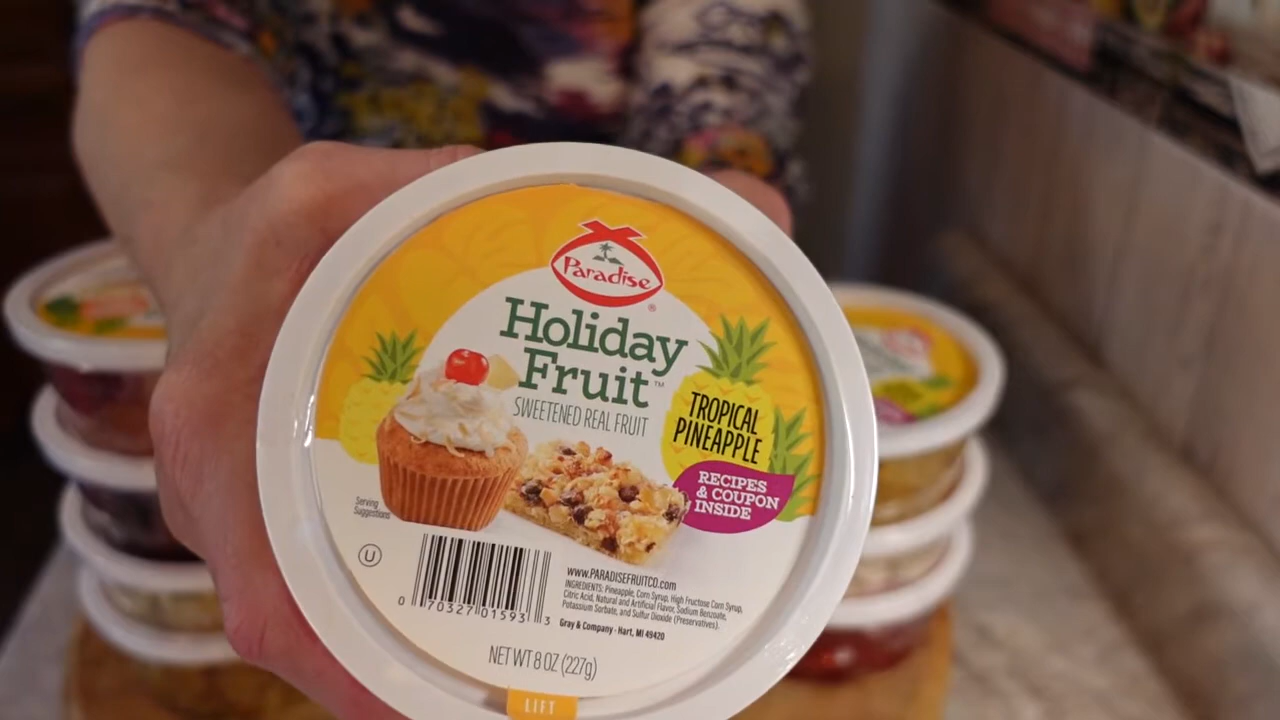 Paradise
®
Holiday
Fruit™
SWEETENED REAL FRUIT
TROPICAL
PINEAPPLE
RECIPES
& COUPON
INSIDE
Serving
Suggestions
U
0 70327 01593 3
www.PARADISEFRUITCO.com
INGREDIENTS: Pineapple, Corn Syrup, High Fructose Corn Syrup,
Citric Acid, Natural and Artificial Flavor, Sodium Benzoate,
Potassium Sorbate, and Sulfur Dioxide (Preservatives).
Gray & Company - Hart, MI 49420
NET WT 8 OZ (227g)
LIFT